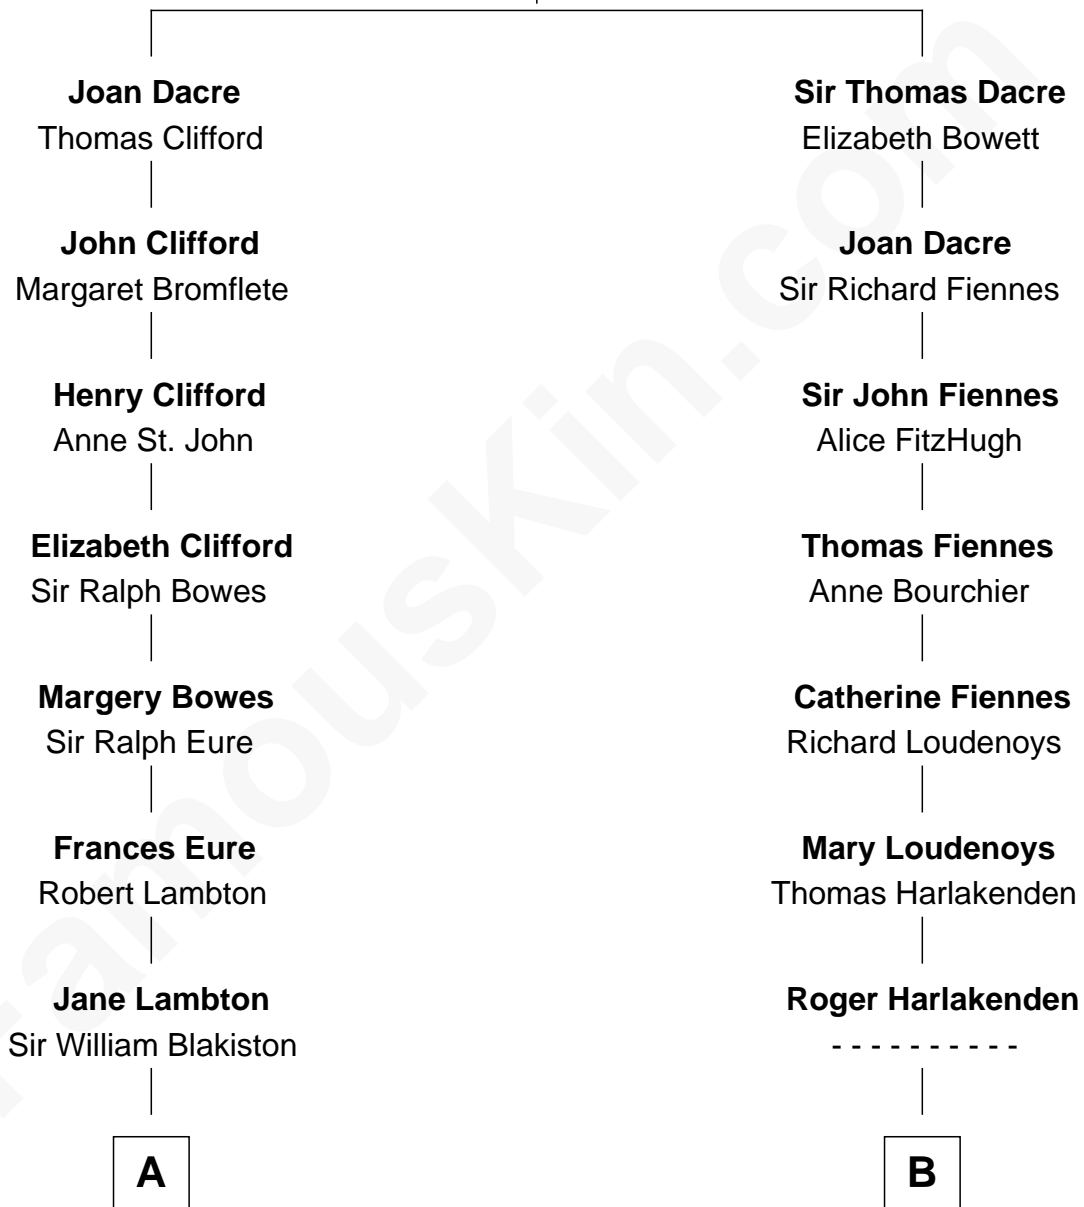 Joan Dacre
Thomas Clifford
John Clifford
Margaret Bromflete
Henry Clifford
Anne St. John
Elizabeth Clifford
Sir Ralph Bowes
Margery Bowes
Sir Ralph Eure
Frances Eure
Robert Lambton
Jane Lambton
Sir William Blakiston
A
Sir Thomas Dacre
Elizabeth Bowett
Joan Dacre
Sir Richard Fiennes
Sir John Fiennes
Alice FitzHugh
Thomas Fiennes
Anne Bourchier
Catherine Fiennes
Richard Loudenoys
Mary Loudenoys
Thomas Harlakenden
Roger Harlakenden
- - - - - - - - - -
B
FamousKin.com